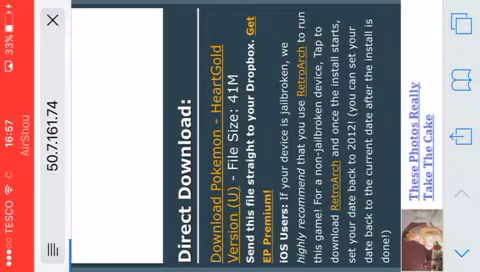 ●●●○○ TESCO
16:57
33%
AirShou
50.7.161.74
Direct Download:
Download Pokemon - HeartGold
Version (U) - File Size: 41M
Send this file straight to your Dropbox. Get
EP Premium!
iOS Users: If your device is jailbroken, we
highly recommend that you use RetroArch to run
this game! For a non-jailbroken device, Tap to
download RetroArch and once the install starts,
set your date back to 2012! (you can set your
date back to the current date after the install is
done!)
These Photos Really
Take The Cake